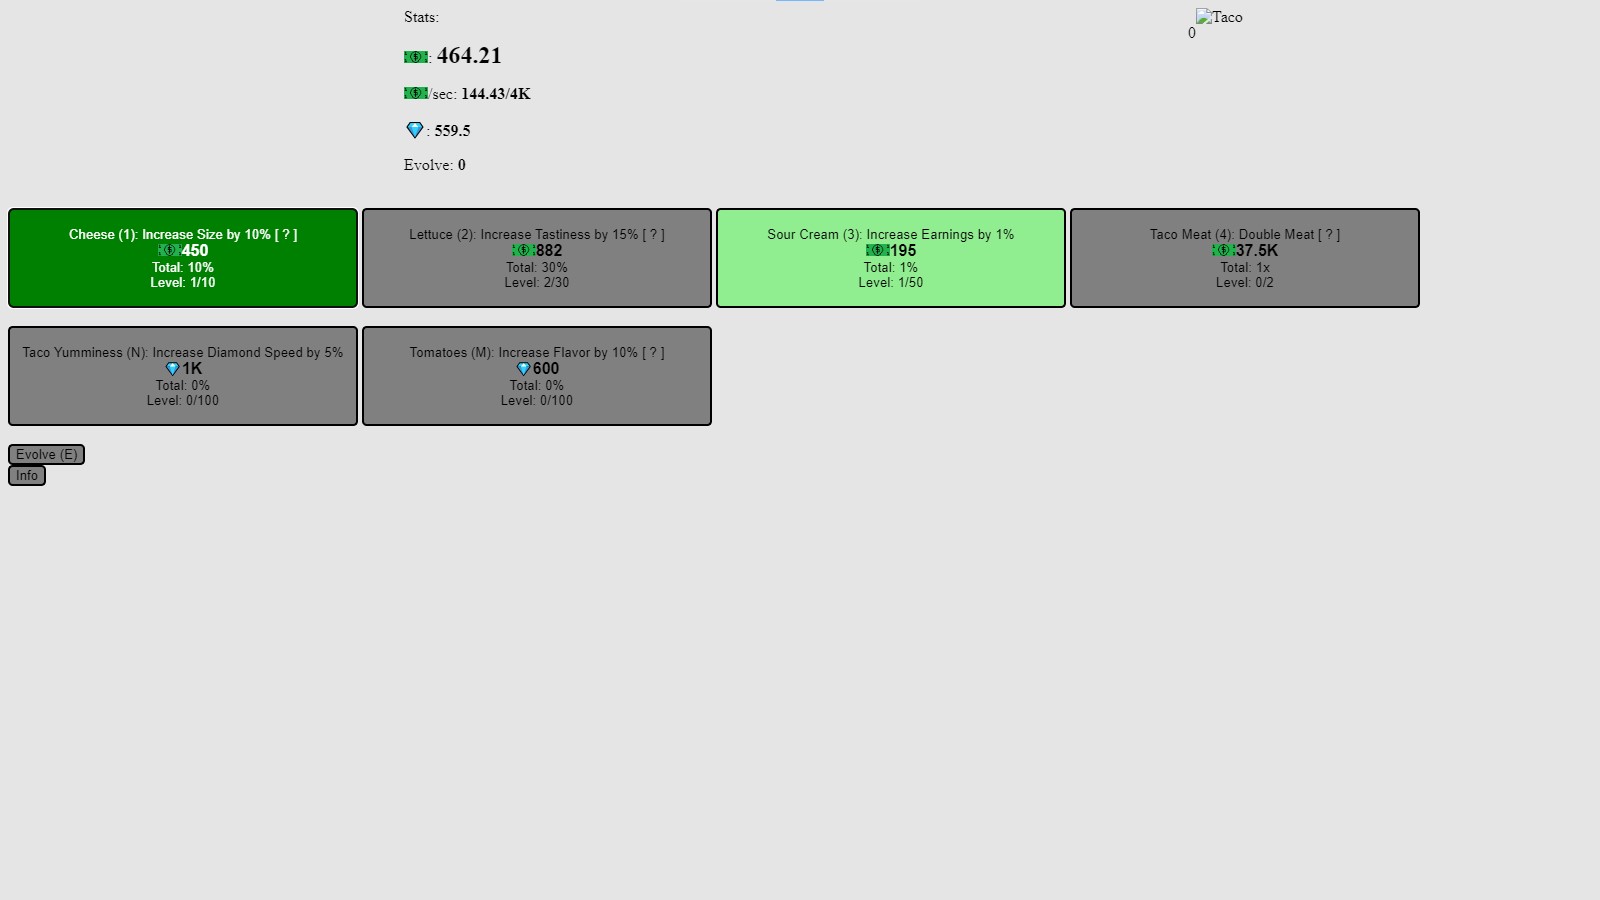 Stats:
: 464.21
/sec: 144.43/4K
: 559.5
Evolve: 0
Taco
0
Cheese (1): Increase Size by 10% [ ? ]
450
Total: 10%
Level: 1/10
Lettuce (2): Increase Tastiness by 15% [ ? ]
882
Total: 30%
Level: 2/30
Sour Cream (3): Increase Earnings by 1%
195
Total: 1%
Level: 1/50
Taco Meat (4): Double Meat [ ? ]
37.5K
Total: 1x
Level: 0/2
Taco Yumminess (N): Increase Diamond Speed by 5%
1K
Total: 0%
Level: 0/100
Tomatoes (M): Increase Flavor by 10% [ ? ]
600
Total: 0%
Level: 0/100
Evolve (E)
Info